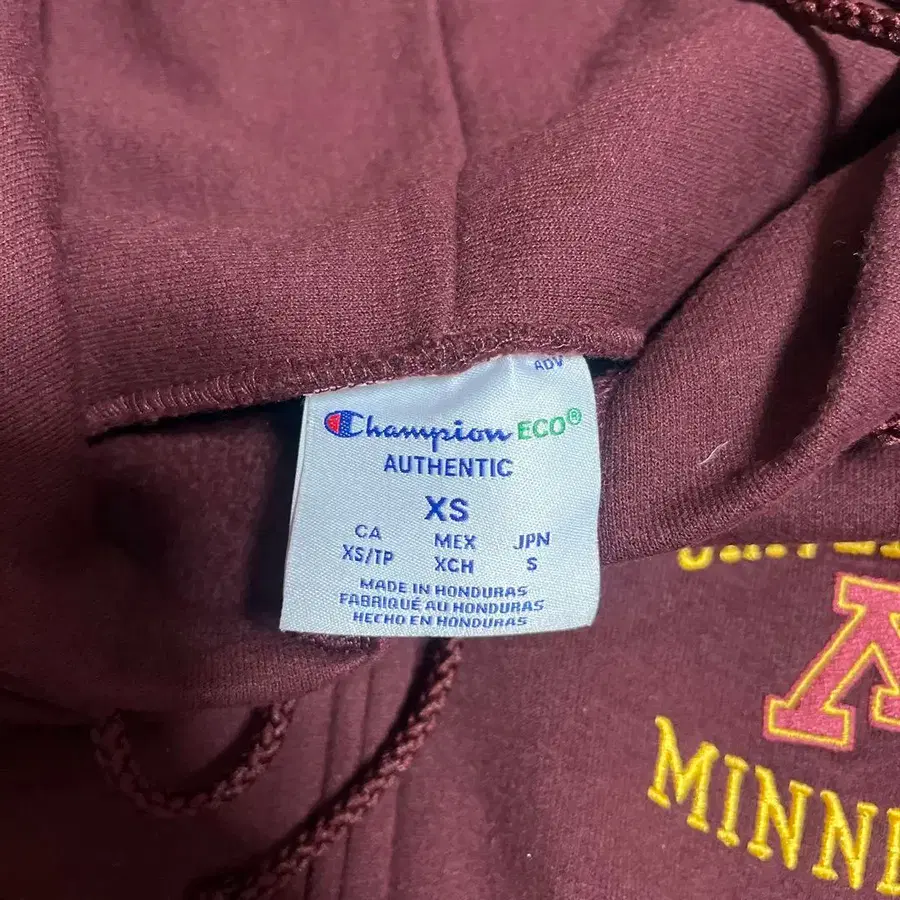 ADV
Champion ECO®
AUTHENTIC
XS
CA MEX JPN
XS/TP XCH S
MADE IN HONDURAS
FABRIQUÉ AU HONDURAS
HECHO EN HONDURAS
M